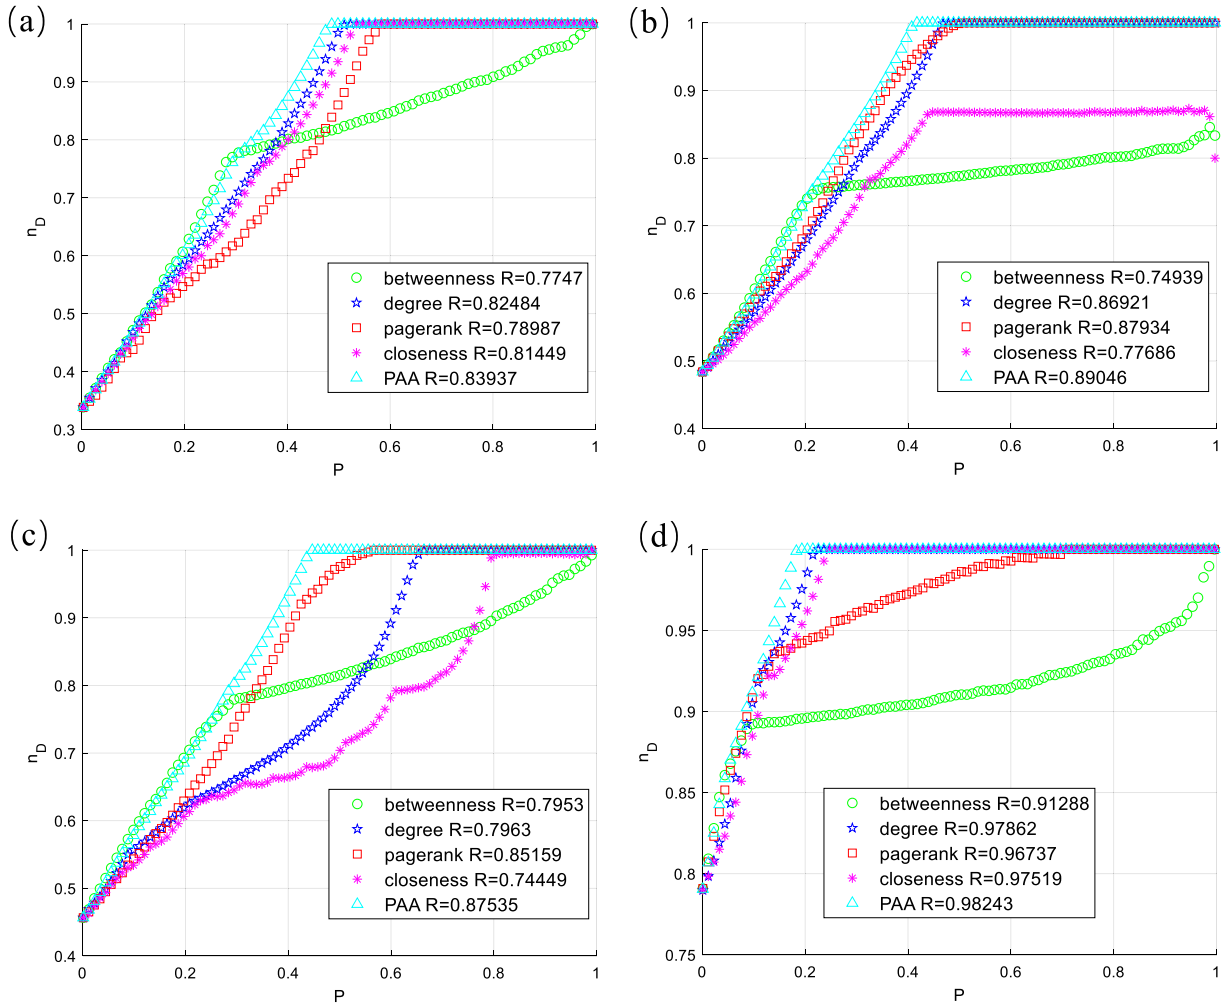 (a)
1
0.9
0.8
0.7
0.6
0.5
0.4
0.3
n_D
0
0.2
0.4
0.6
0.8
1
P
betweenness R=0.7747
degree R=0.82484
pagerank R=0.78987
closeness R=0.81449
PAA R=0.83937
(b)
1
0.9
0.8
0.7
0.6
0.5
0.4
n_D
0
0.2
0.4
0.6
0.8
1
P
betweenness R=0.74939
degree R=0.86921
pagerank R=0.87934
closeness R=0.77686
PAA R=0.89046
(c)
1
0.9
0.8
0.7
0.6
0.5
0.4
n_D
0
0.2
0.4
0.6
0.8
1
P
betweenness R=0.7953
degree R=0.7963
pagerank R=0.85159
closeness R=0.74449
PAA R=0.87535
(d)
1
0.95
0.9
0.85
0.8
0.75
n_D
0
0.2
0.4
0.6
0.8
1
P
betweenness R=0.91288
degree R=0.97862
pagerank R=0.96737
closeness R=0.97519
PAA R=0.98243